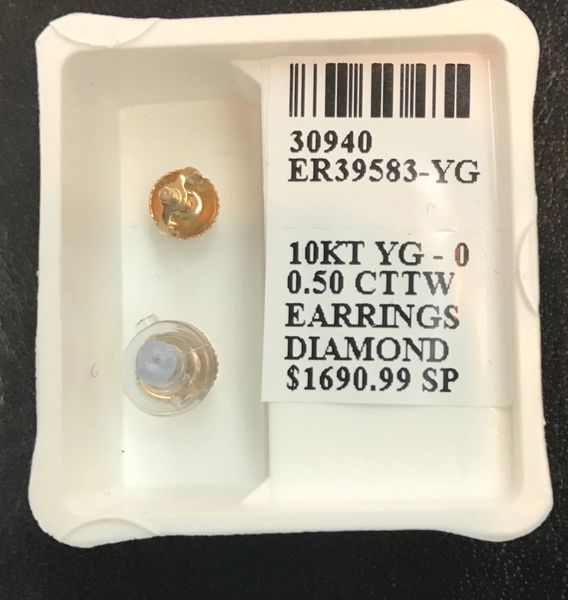 30940
ER39583-YG
10KT YG - 0
0.50 CTTW
EARRINGS
DIAMOND
$1690.99 SP